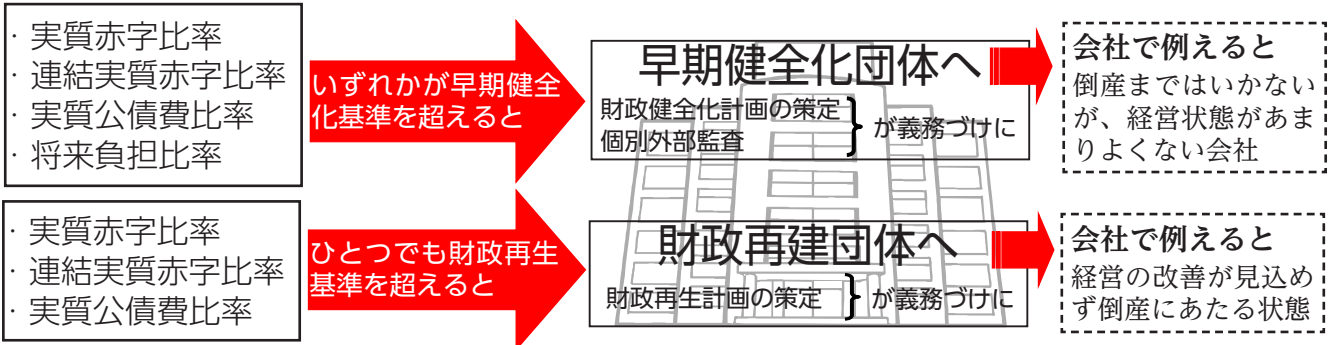 · 実質赤字比率
· 連結実質赤字比率
· 実質公債費比率
· 将来負担比率
いずれかが早期健全
化基準を超えると
早期健全化団体へ
財政健全化計画の策定
個別外部監査
が義務づけに
会社で例えると
倒産まではいかない
が、経営状態があま
りよくない会社
· 実質赤字比率
· 連結実質赤字比率
· 実質公債費比率
ひとつでも財政再生
基準を超えると
財政再建団体へ
財政再生計画の策定
が義務づけに
会社で例えると
経営の改善が見込め
ず倒産にあたる状態